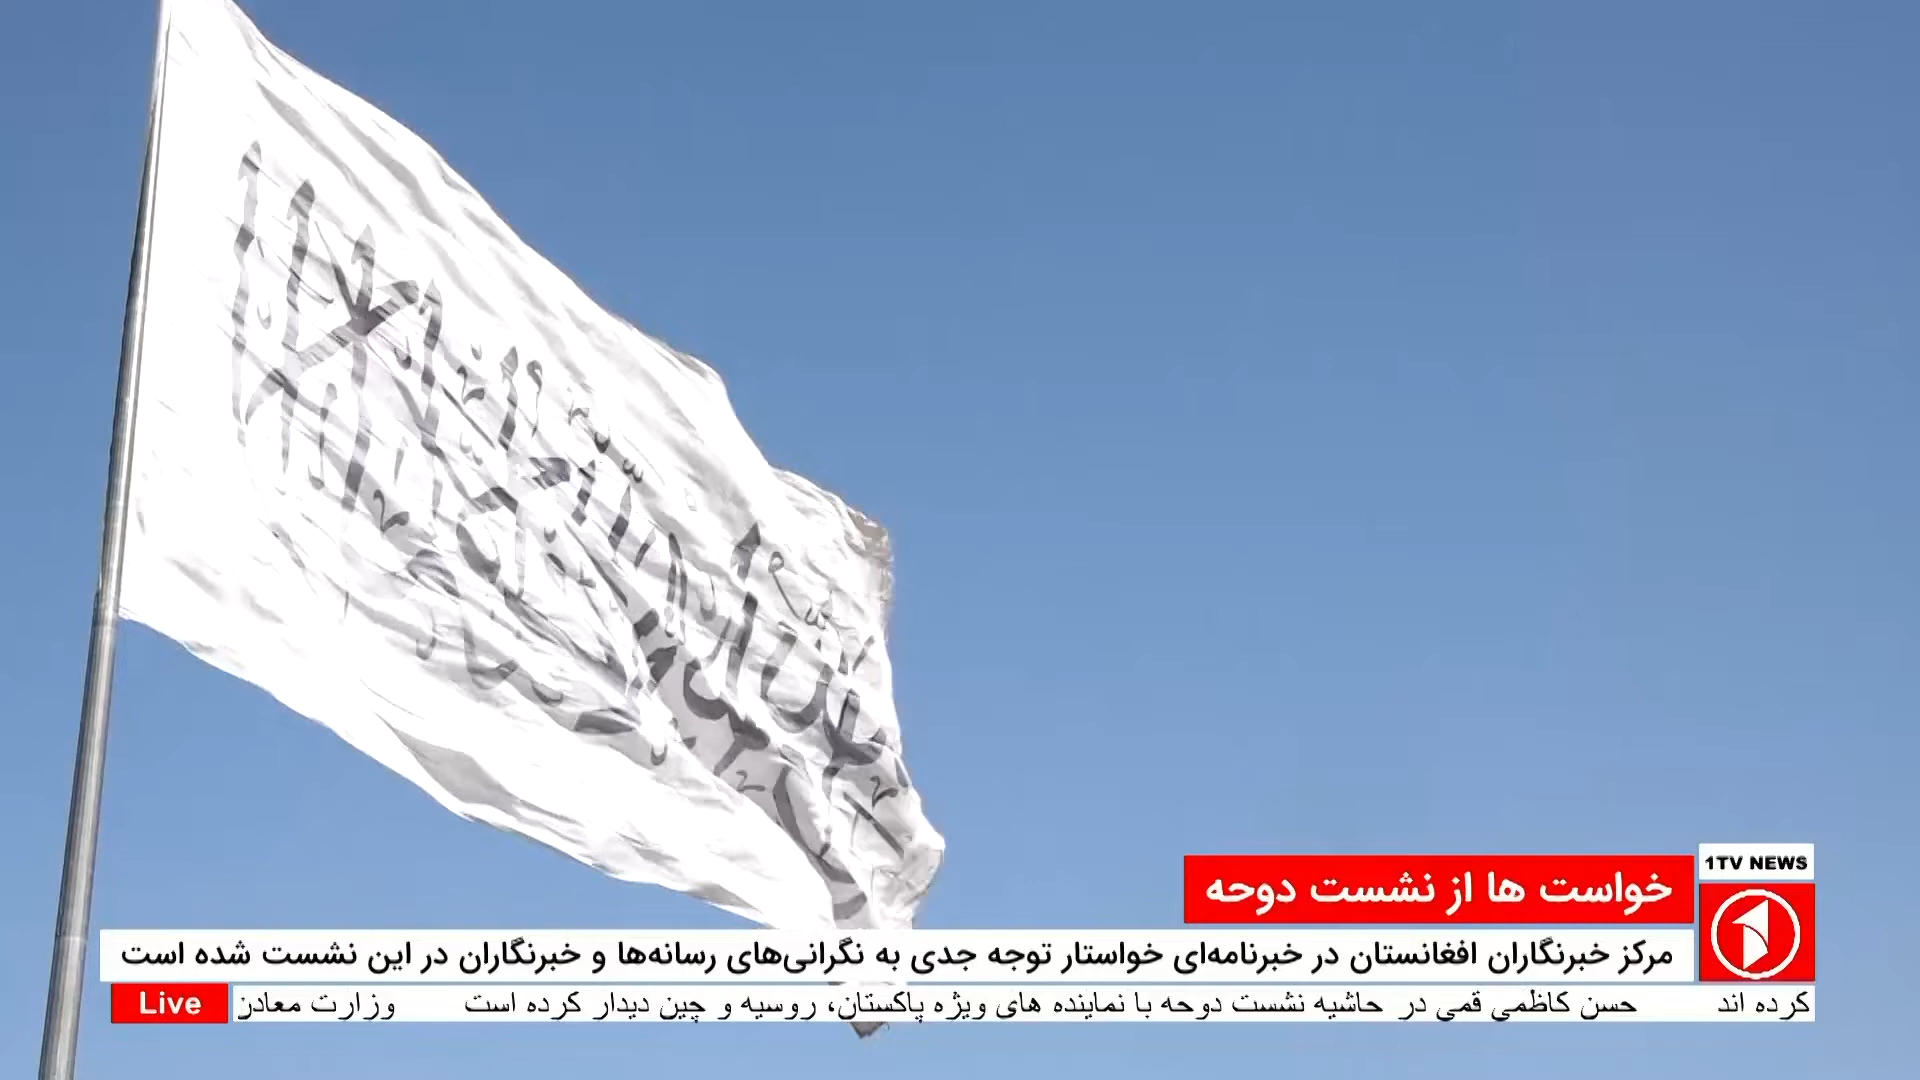 1TV NEWS
خواست ها از نشست دوحه
مرکز خبرنگاران افغانستان در خبرنامه‌ای خواستار توجه جدی به نگرانی‌های رسانه‌ها و خبرنگاران در این نشست شده است
کرده اند حسن کاظمی قمی در حاشیه نشست دوحه با نماینده های ویژه پاکستان، روسیه و چین دیدار کرده است وزارت معادن
Live